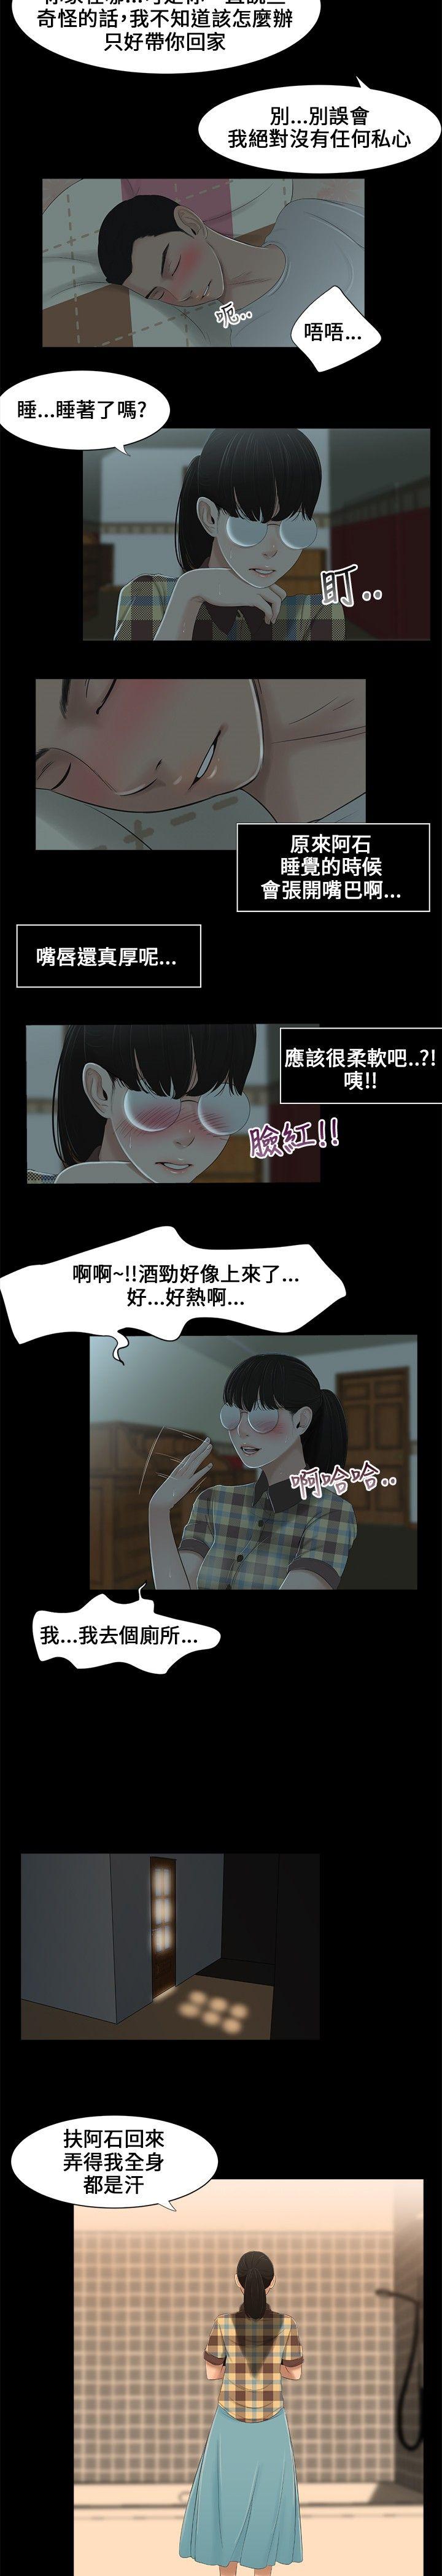 奇怪的話，我不知道該怎麼辦
只好帶你回家
別...別誤會
我絕對沒有任何私心
呃..
唔唔...
睡...睡著了嗎?
盯..
原來阿石
睡覺的時候
會張開嘴巴啊...
嘴唇還真厚呢...
應該很柔軟吧..?!
咦!!
臉紅!!
啊啊~!!酒勁好像上來了...
好...好熱啊...
啊哈哈..
我...我去個廁所...
扶阿石回來
弄得我全身
都是汗